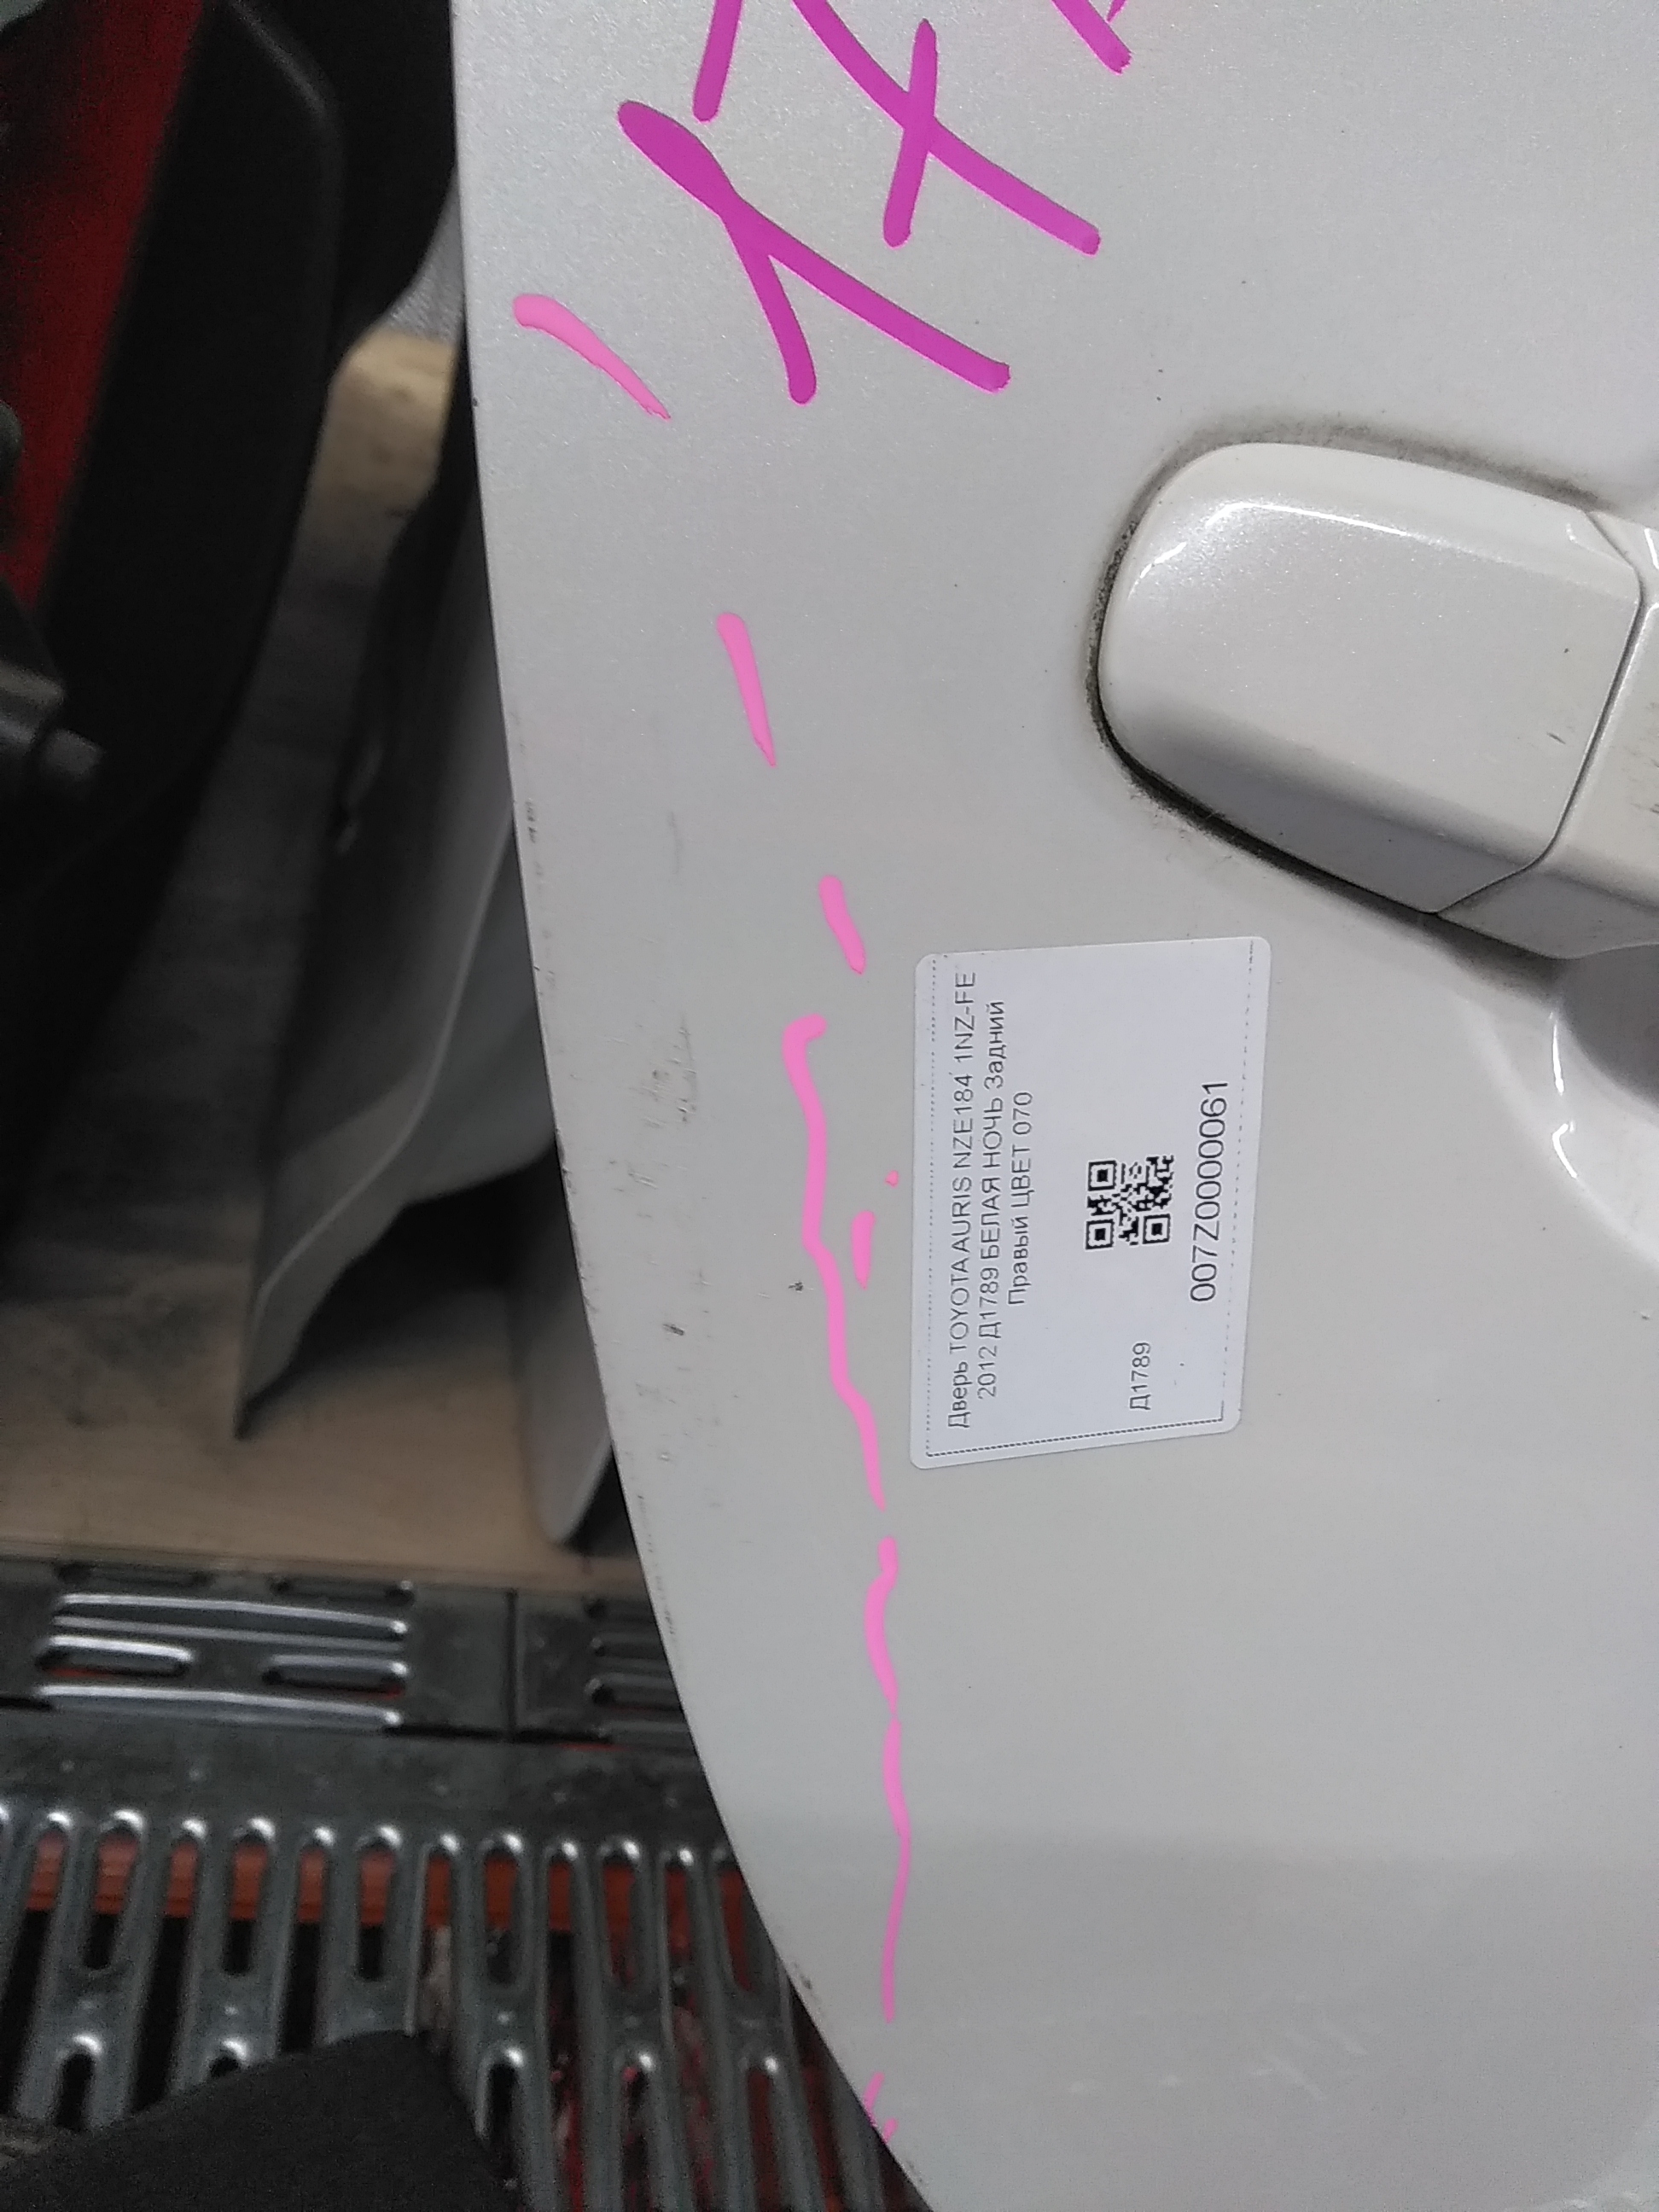 Дверь TOYOTA AURIS NZE184 1NZ-FE
2012 Д1789 БЕЛАЯ НОЧЬ Задний
Правый ЦВЕТ 070
Д1789
007Z0000061